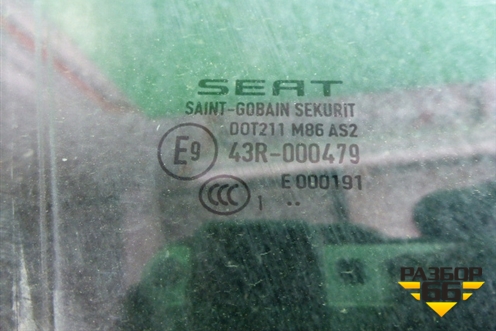 SEAT
SAINT-GOBAIN SEKURIT
DOT211 M86 AS2
E9 43R-000479
E 000191
CCC 1 ..
РАЗБОР
66